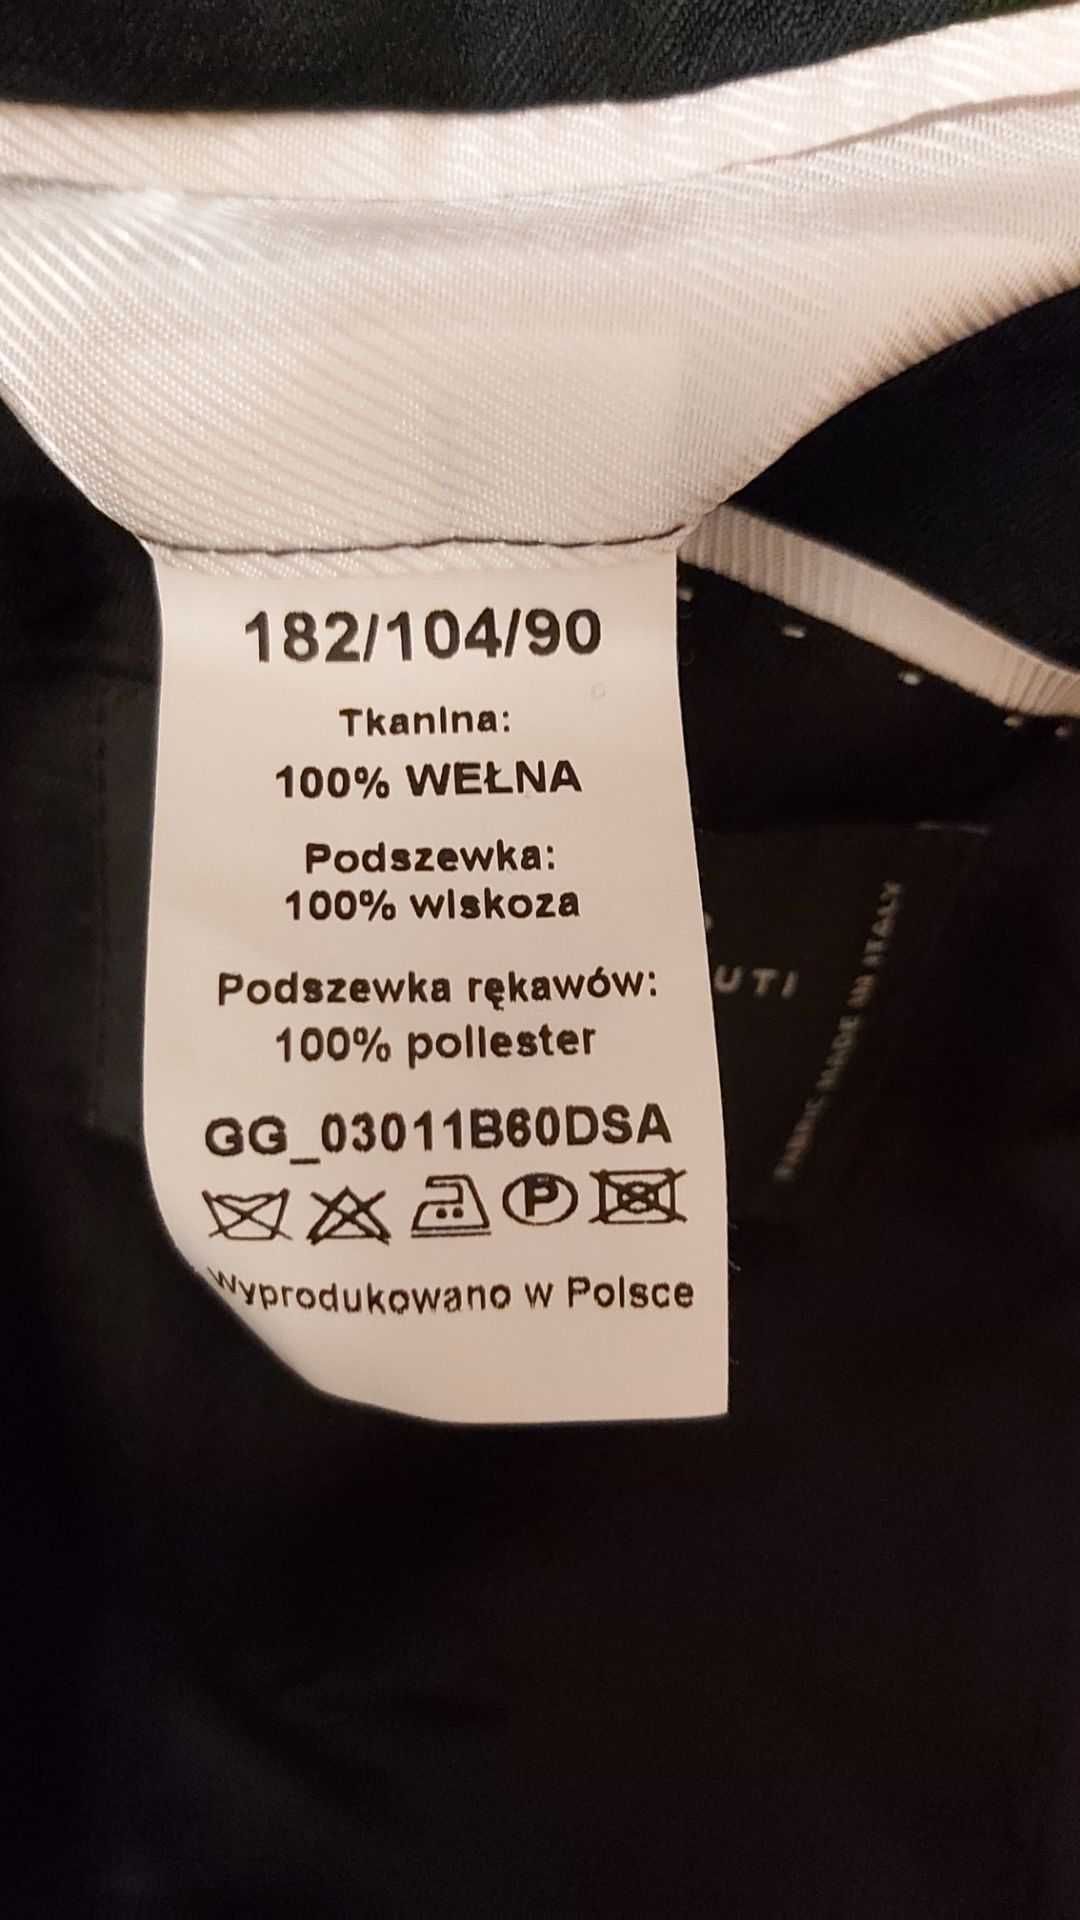 182/104/90
Tkanina:
100% WEŁNA
Podszewka:
100% wiskoza
Podszewka rękawów:
100% poliester
GG_03011B60DSA
P
Wyprodukowano w Polsce
UTI
FABRIC MADE IN ITALY